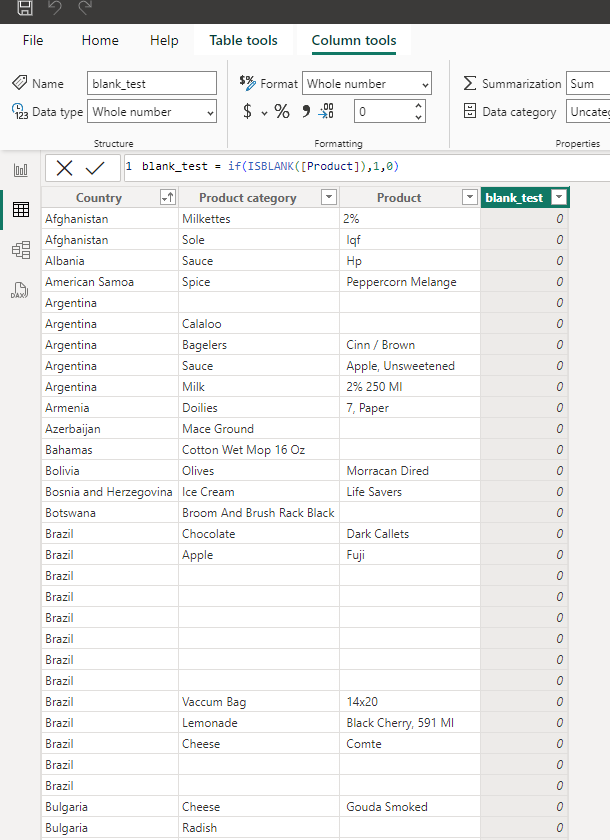 File Home Help Table tools Column tools
Name blank_test $% Format Whole number Summarization Sum
123 Data type Whole number $ % 0 Data category Uncateg
Structure Formatting Properties
1 blank_test = if(ISBLANK([Product]),1,0)
Country Product category Product blank_test
Afghanistan Milkettes 2% 0
Afghanistan Sole Iqf 0
Albania Sauce Hp 0
American Samoa Spice Peppercorn Melange 0
Argentina 0
Argentina Calaloo 0
Argentina Bagelers Cinn / Brown 0
Argentina Sauce Apple, Unsweetened 0
Argentina Milk 2% 250 Ml 0
Armenia Doilies 7, Paper 0
Azerbaijan Mace Ground 0
Bahamas Cotton Wet Mop 16 Oz 0
Bolivia Olives Morracan Dired 0
Bosnia and Herzegovina Ice Cream Life Savers 0
Botswana Broom And Brush Rack Black 0
Brazil Chocolate Dark Callets 0
Brazil Apple Fuji 0
Brazil 0
Brazil 0
Brazil 0
Brazil 0
Brazil 0
Brazil 0
Brazil Vaccum Bag 14x20 0
Brazil Lemonade Black Cherry, 591 Ml 0
Brazil Cheese Comte 0
Brazil 0
Brazil 0
Bulgaria Cheese Gouda Smoked 0
Bulgaria Radish 0
DAX